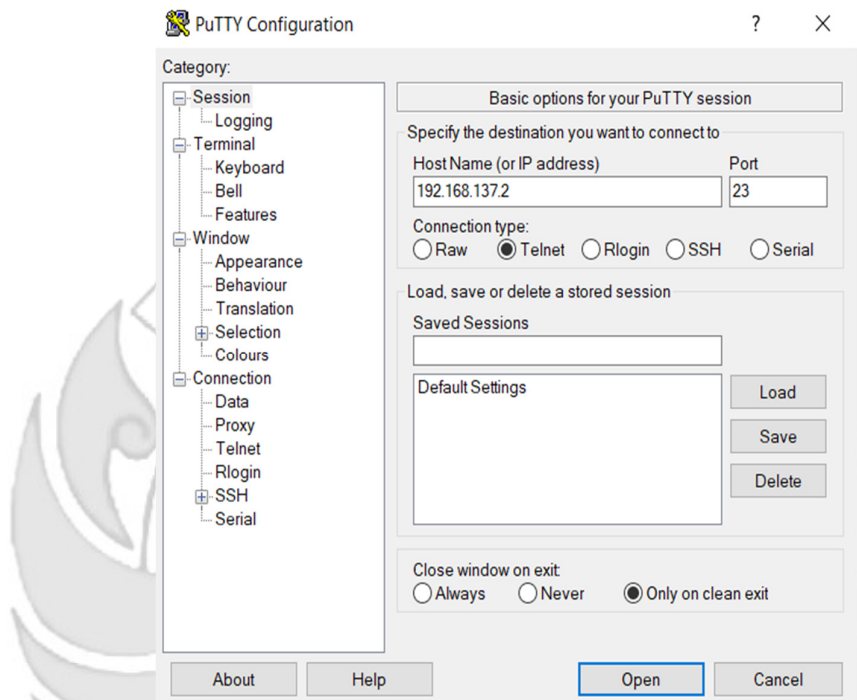 PuTTY Configuration
?
Category:
Session
Logging
Terminal
Keyboard
Bell
Features
Window
Appearance
Behaviour
Translation
Selection
Colours
Connection
Data
Proxy
Telnet
Rlogin
SSH
Serial
Basic options for your PuTTY session
Specify the destination you want to connect to
Host Name (or IP address) Port
192.168.137.2 23
Connection type:
Raw Telnet Rlogin SSH Serial
Load, save or delete a stored session
Saved Sessions
Default Settings
Load
Save
Delete
Close window on exit:
Always Never Only on clean exit
About Help Open Cancel